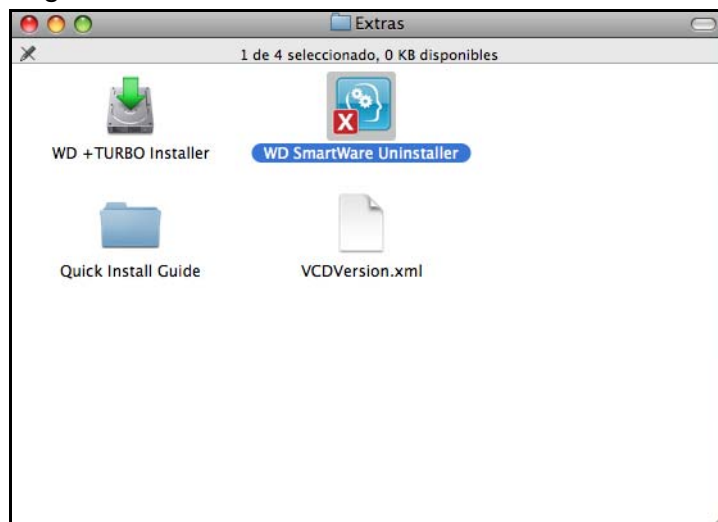 Extras
1 de 4 seleccionado, 0 KB disponibles
WD +TURBO Installer
WD SmartWare Uninstaller
Quick Install Guide
VCDVersion.xml